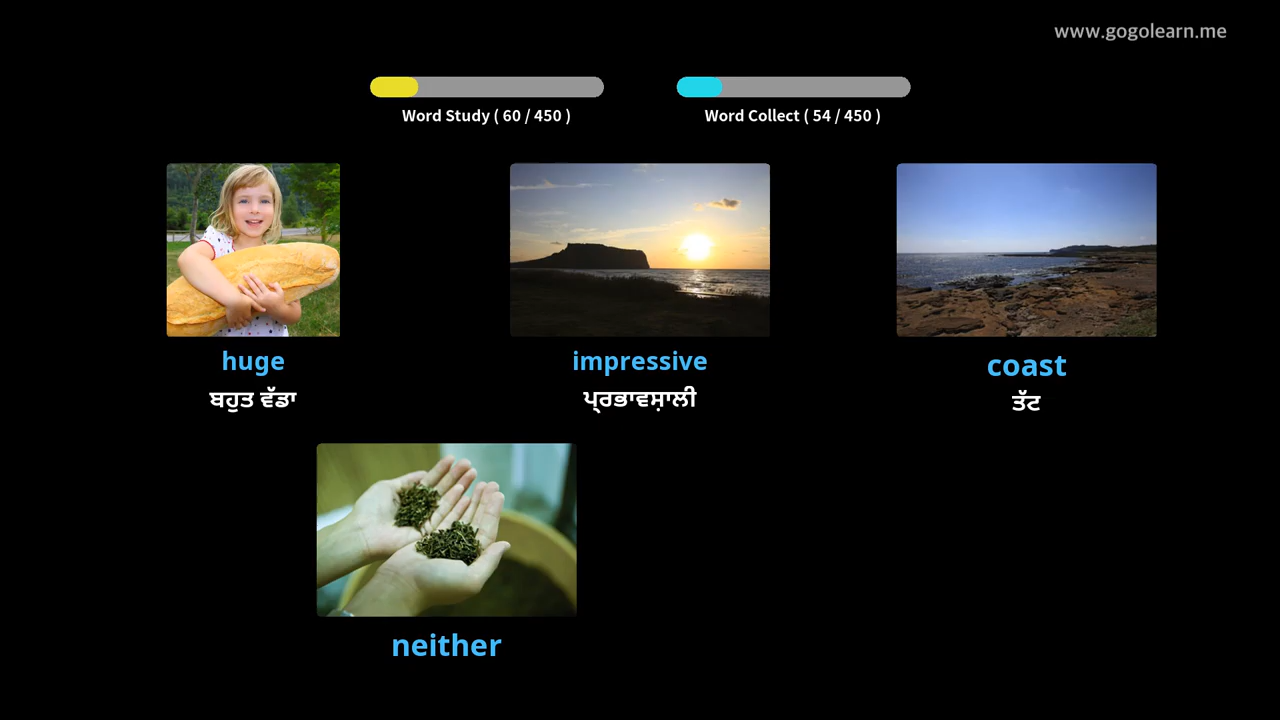 www.gogolearn.me
Word Study ( 60 / 450 )
Word Collect ( 54 / 450 )
huge
ਬਹੁਤ ਵੱਡਾ
impressive
ਪ੍ਰਭਾਵਸ਼ਾਲੀ
coast
ਤੱਟ
neither